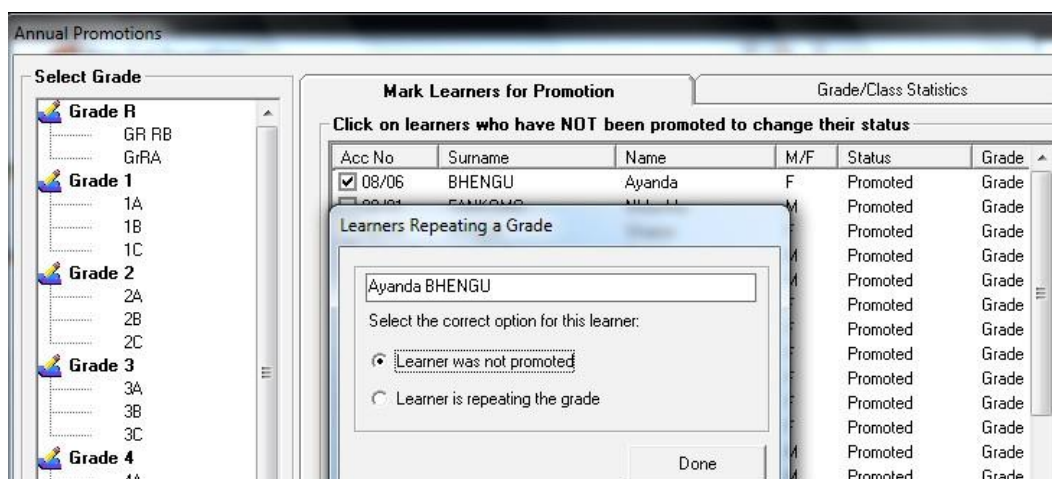 Annual Promotions
Select Grade
Grade R
GR RB
GrRA
Grade 1
1A
1B
1C
Grade 2
2A
2B
2C
Grade 3
3A
3B
3C
Grade 4
4A
Mark Learners for Promotion
Grade/Class Statistics
Click on learners who have NOT been promoted to change their status
Acc No Surname Name M/F Status Grade
08/06 BHENGU Ayanda F Promoted Grade
M Promoted Grade
Promoted Grade
M Promoted Grade
M Promoted Grade
Promoted Grade
Promoted Grade
Promoted Grade
Promoted Grade
Promoted Grade
Promoted Grade
M Promoted Grade
Promoted Grade
Learners Repeating a Grade
Ayanda BHENGU
Select the correct option for this learner:
Learner was not promoted
Learner is repeating the grade
Done